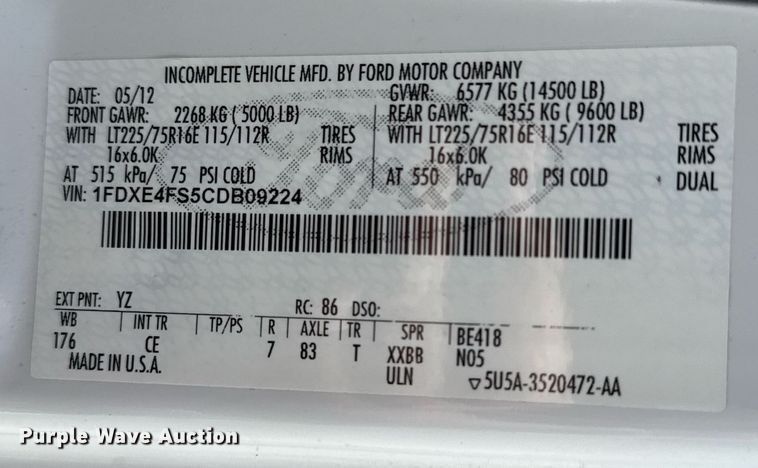 INCOMPLETE VEHICLE MFD. BY FORD MOTOR COMPANY
DATE: 05/12 GVWR: 6577 KG (14500 LB)
FRONT GAWR: 2268 KG ( 5000 LB) REAR GAWR: 4355 KG ( 9600 LB)
WITH LT225/75R16E 115/112R TIRES WITH LT225/75R16E 115/112R TIRES
16x6.0K RIMS 16x6.0K RIMS
AT 515 kPa/ 75 PSI COLD AT 550 kPa/ 80 PSI COLD DUAL
VIN: 1FDXE4FS5CDB09224
Ford
EXT PNT: YZ RC: 86 DSO:
WB INT TR TP/PS R AXLE TR SPR BE418
176 CE 7 83 T XXBB N05
MADE IN U.S.A. ULN ▽5U5A-3520472-AA
Purple Wave Auction